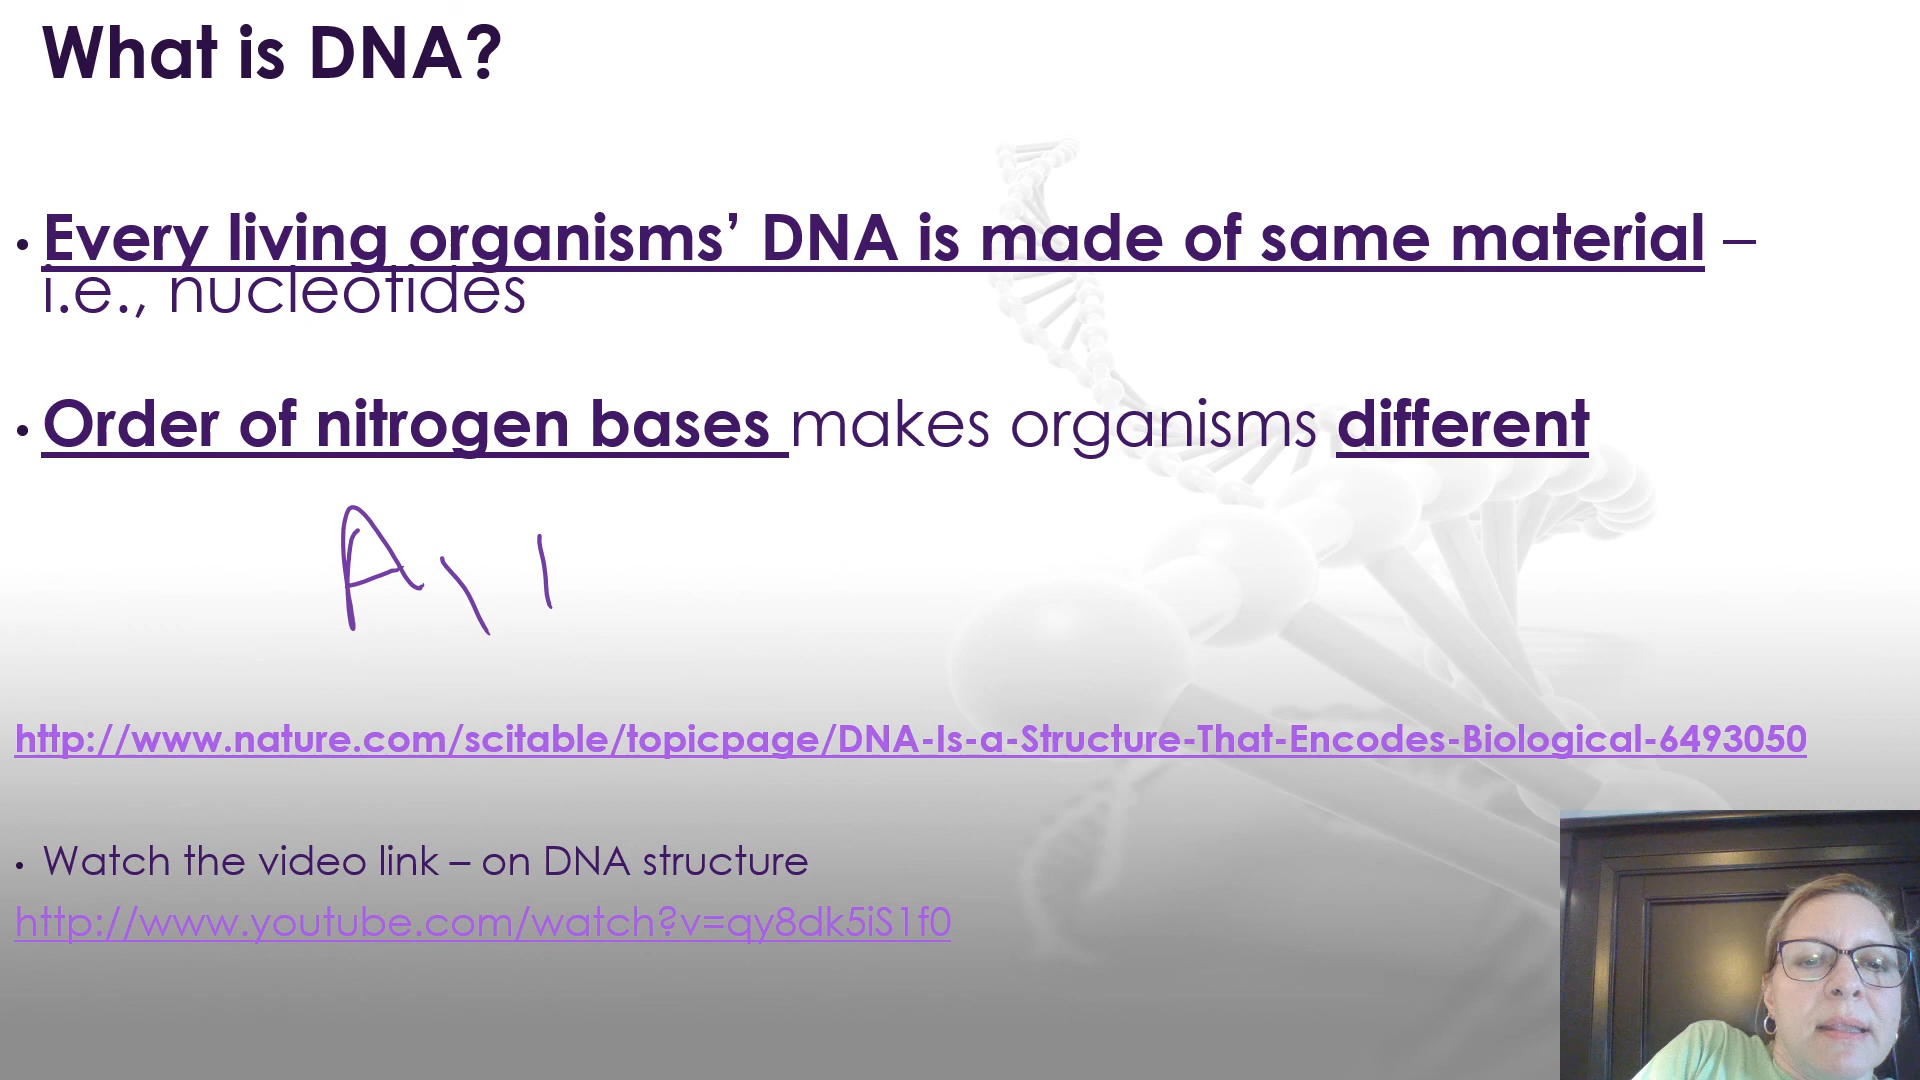 What is DNA?
• Every living organisms’ DNA is made of same material –
i.e., nucleotides
• Order of nitrogen bases makes organisms different
A
http://www.nature.com/scitable/topicpage/DNA-Is-a-Structure-That-Encodes-Biological-6493050
• Watch the video link – on DNA structure
http://www.youtube.com/watch?v=qy8dk5iS1f0